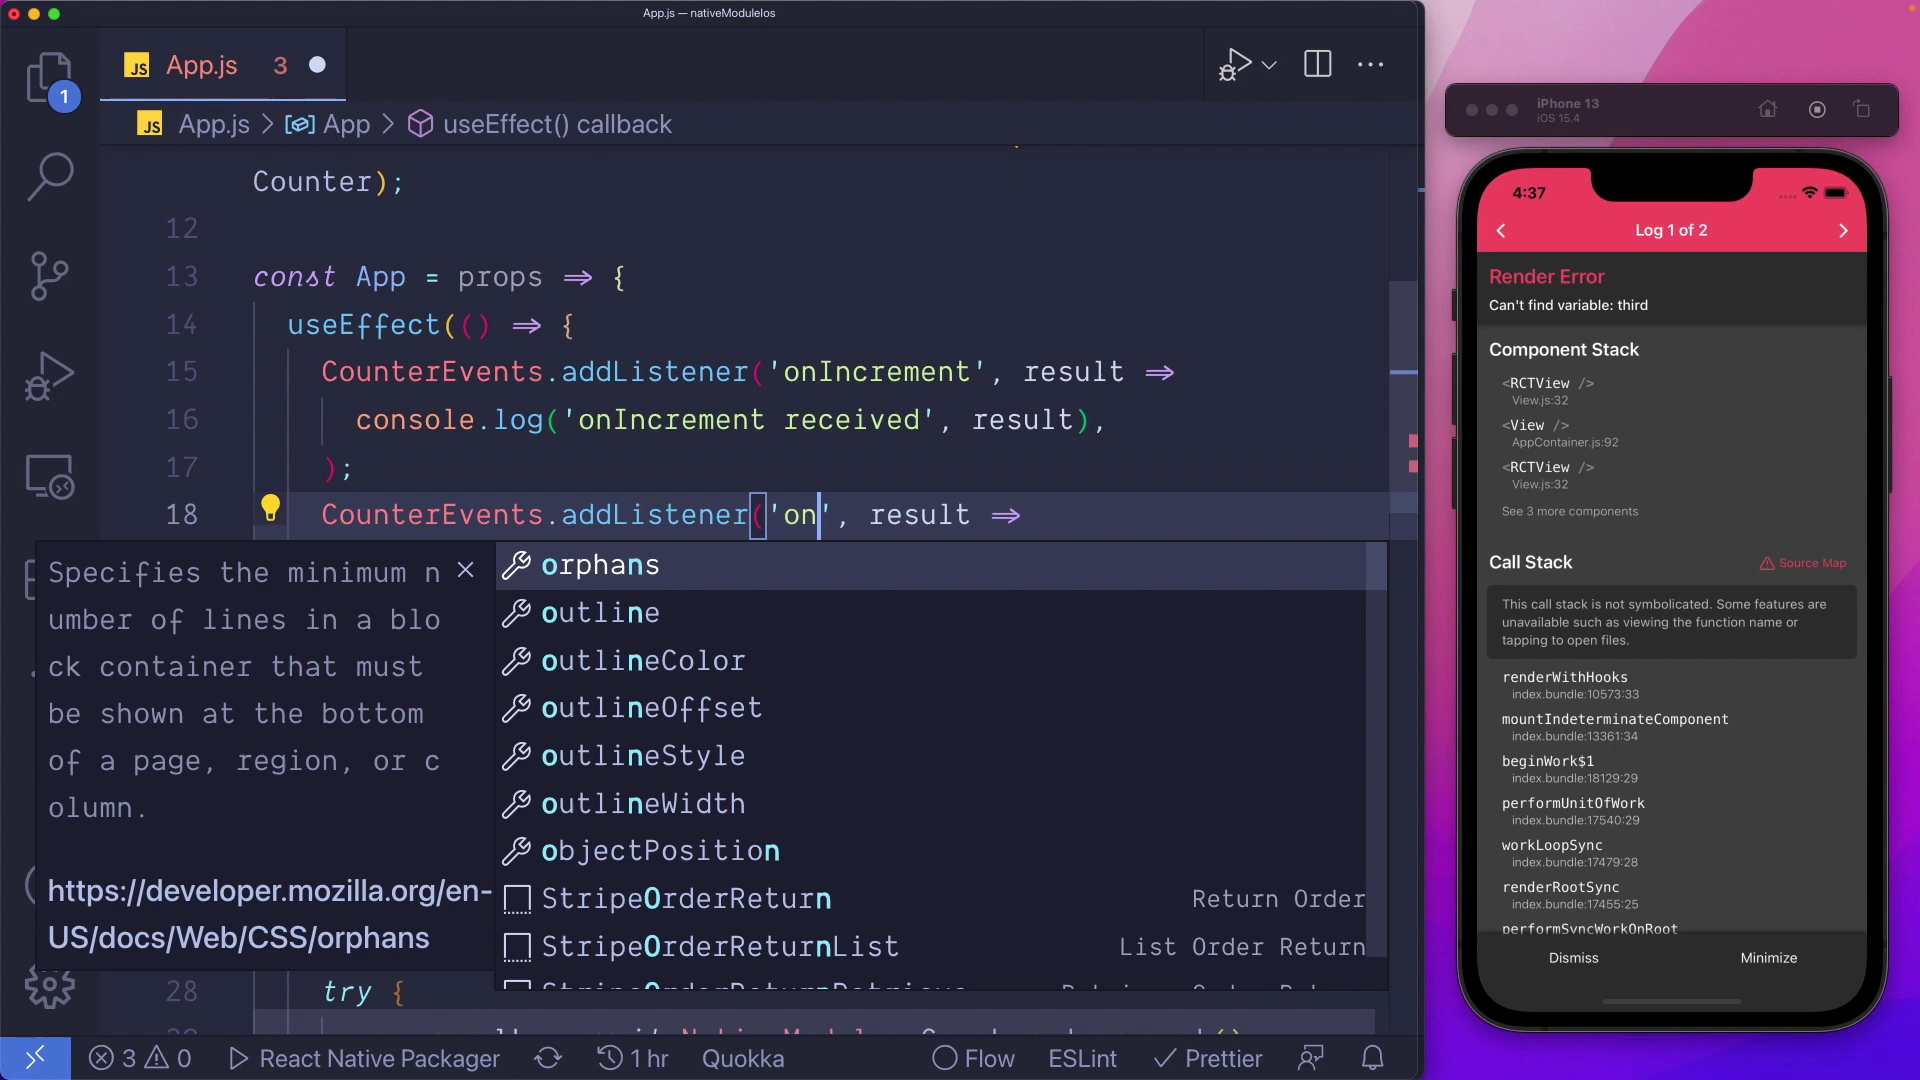 App.js — nativeModuleIos
JS App.js 3
1
JS App.js > App > useEffect() callback
Counter);
12
13 const App = props => {
14 useEffect(() => {
15 CounterEvents.addListener('onIncrement', result =>
16 console.log('onIncrement received', result),
17 );
18 CounterEvents.addListener('on', result =>
Specifies the minimum n
umber of lines in a blo
ck container that must
be shown at the bottom
of a page, region, or c
olumn.
https://developer.mozilla.org/en-
US/docs/Web/CSS/orphans
orphans
outline
outlineColor
outlineOffset
outlineStyle
outlineWidth
objectPosition
StripeOrderReturn Return Order
StripeOrderReturnList List Order Return
28 try {
3 0 React Native Packager 1 hr Quokka Flow ESLint Prettier
iPhone 13
iOS 15.4
4:37
Log 1 of 2
Render Error
Can't find variable: third
Component Stack
<RCTView />
View.js:32
<View />
AppContainer.js:92
<RCTView />
View.js:32
See 3 more components
Call Stack Source Map
This call stack is not symbolicated. Some features are
unavailable such as viewing the function name or
tapping to open files.
renderWithHooks
index.bundle:10573:33
mountIndeterminateComponent
index.bundle:13361:34
beginWork$1
index.bundle:18129:29
performUnitOfWork
index.bundle:17540:29
workLoopSync
index.bundle:17479:28
renderRootSync
index.bundle:17455:25
performSyncWorkOnRoot
Dismiss Minimize